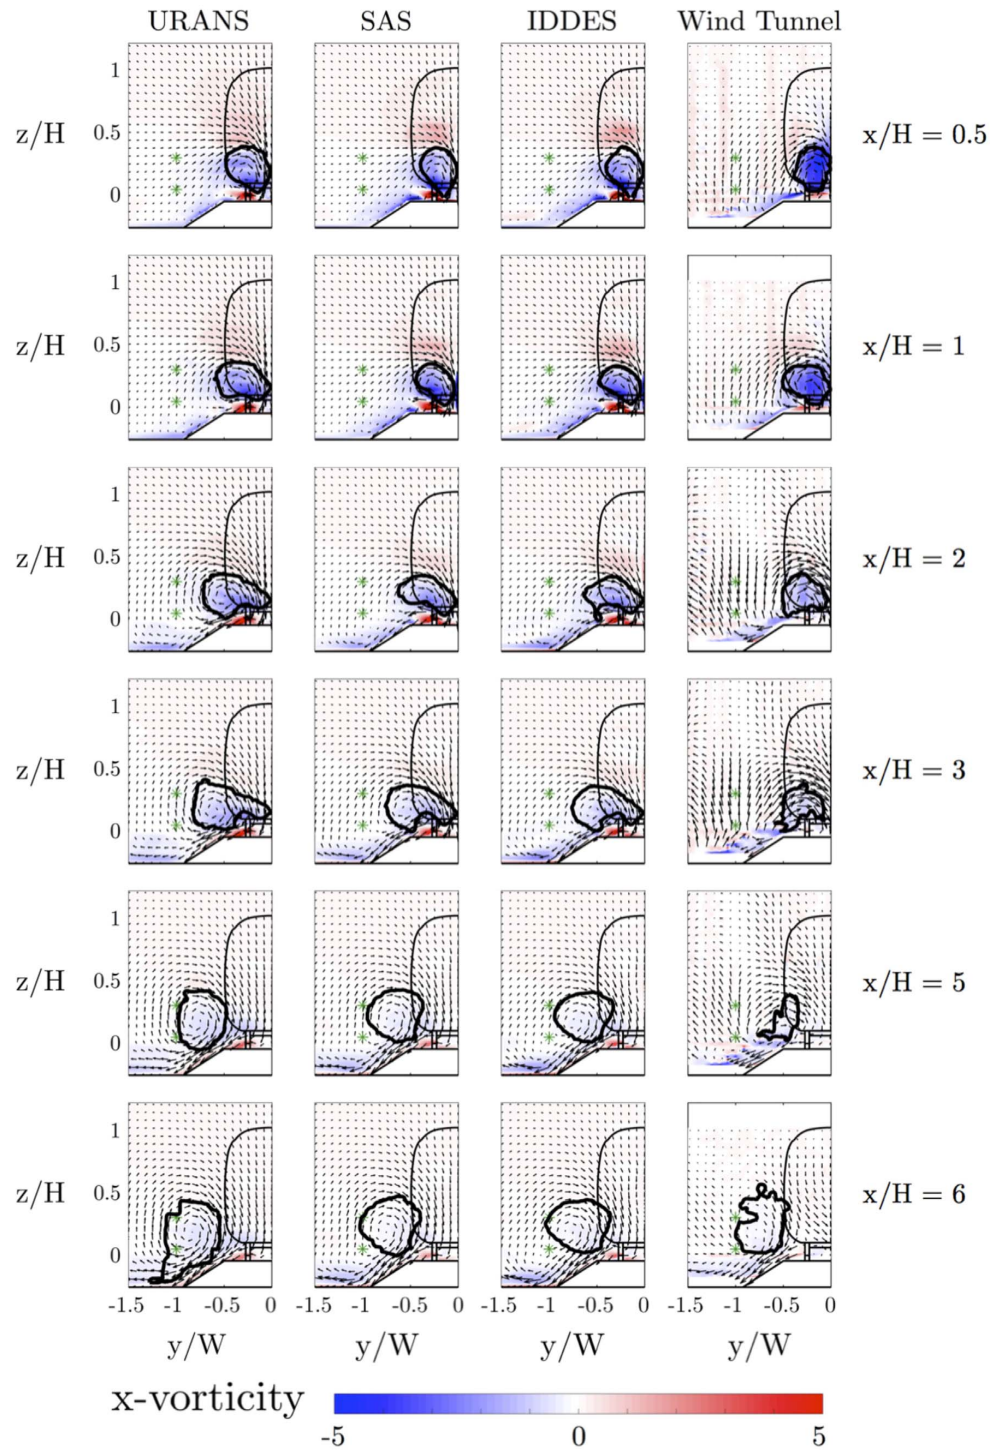 URANS SAS IDDES Wind Tunnel
1
z/H 0.5 x/H = 0.5
0
1
z/H 0.5 x/H = 1
0
1
z/H 0.5 x/H = 2
0
1
z/H 0.5 x/H = 3
0
1
z/H 0.5 x/H = 5
0
1
z/H 0.5 x/H = 6
0
-1.5 -1 -0.5 0 -1.5 -1 -0.5 0 -1.5 -1 -0.5 0 -1.5 -1 -0.5 0
y/W y/W y/W y/W
x-vorticity
-5 0 5